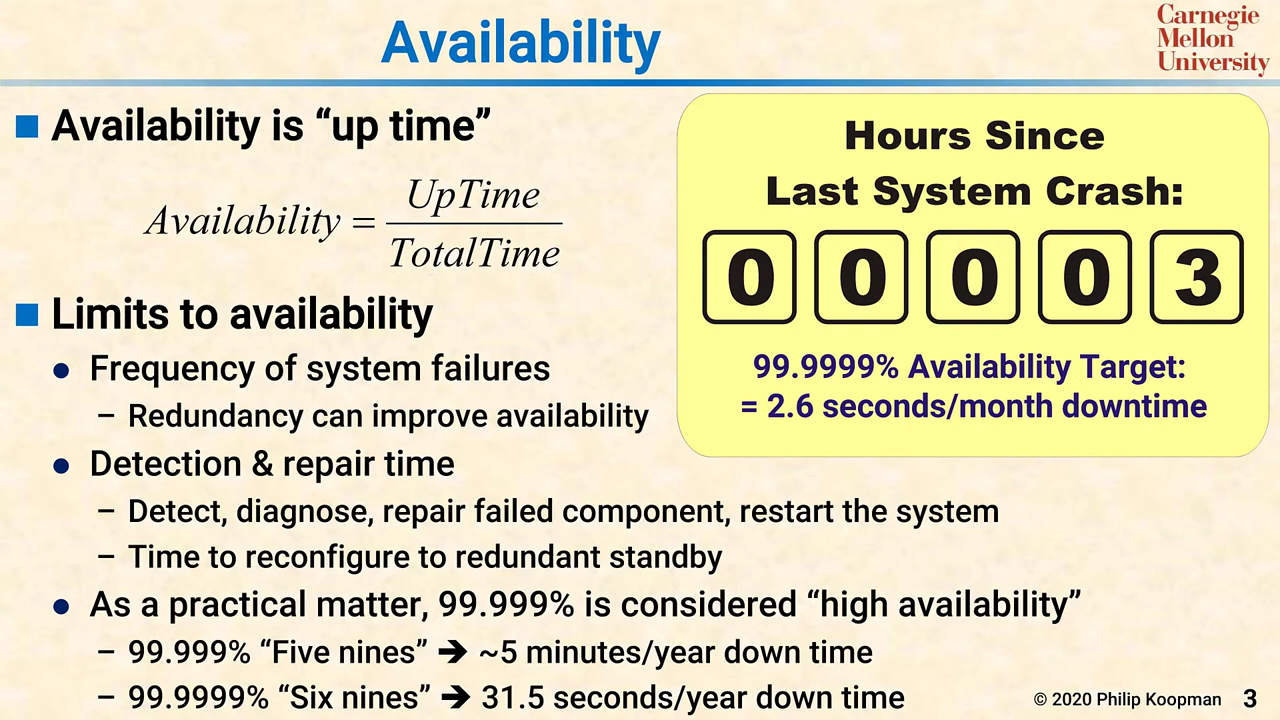 Availability
Carnegie
Mellon
University
Availability is “up time”
Availability = UpTime / TotalTime
Limits to availability
Frequency of system failures
– Redundancy can improve availability
Detection & repair time
– Detect, diagnose, repair failed component, restart the system
– Time to reconfigure to redundant standby
As a practical matter, 99.999% is considered “high availability”
– 99.999% “Five nines” ➔ ~5 minutes/year down time
– 99.9999% “Six nines” ➔ 31.5 seconds/year down time
Hours Since
Last System Crash:
0 0 0 0 3
99.9999% Availability Target:
= 2.6 seconds/month downtime
© 2020 Philip Koopman 3